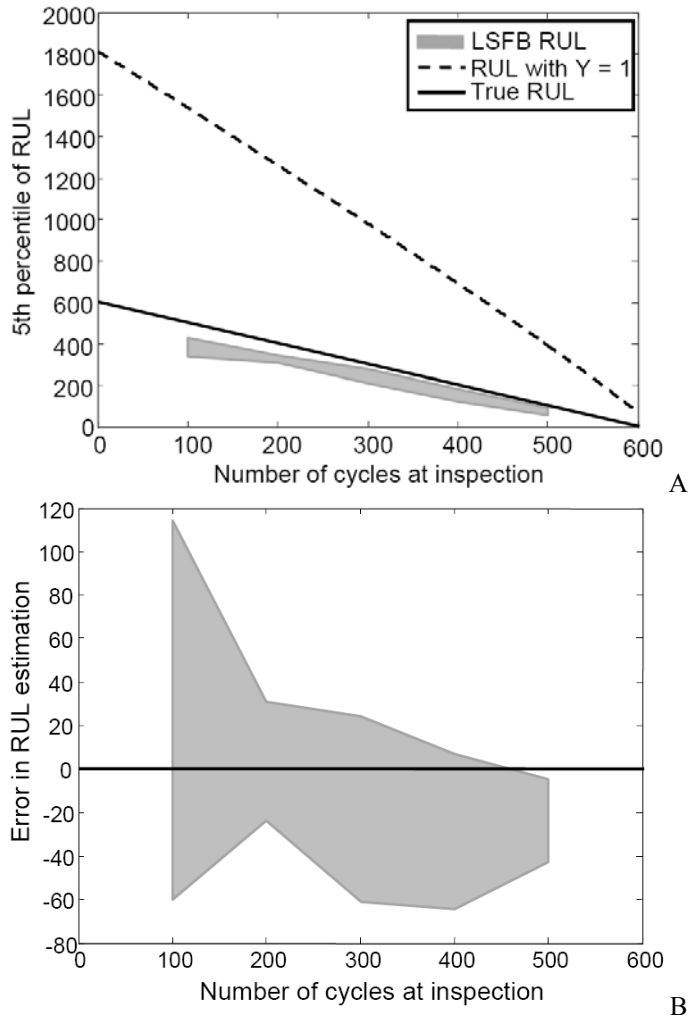 2000
1800
1600
1400
1200
1000
800
600
400
200
0
5th percentile of RUL
LSFB RUL
RUL with Y = 1
True RUL
0 100 200 300 400 500 600
Number of cycles at inspection
A
120
100
80
60
40
20
0
-20
-40
-60
-80
Error in RUL estimation
0 100 200 300 400 500 600
Number of cycles at inspection
B